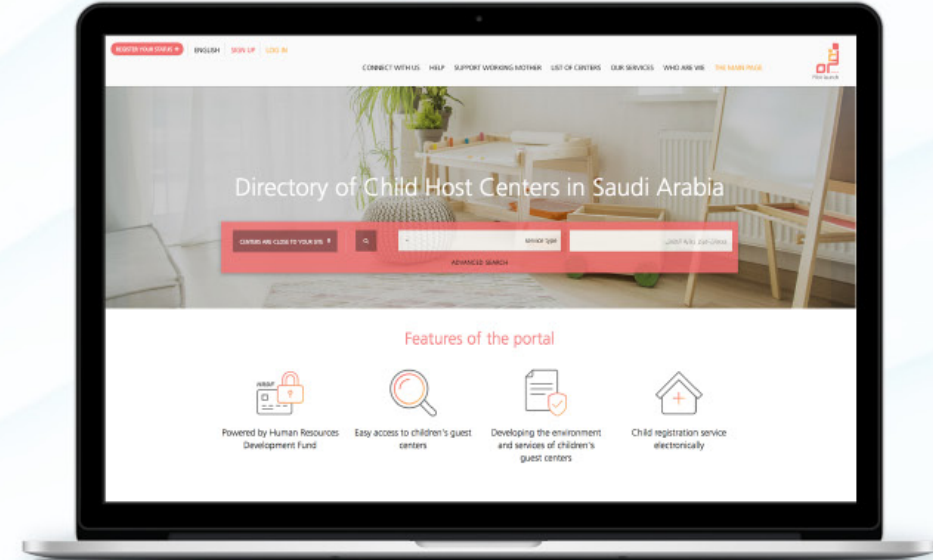 REGISTER YOUR STATUS
ENGLISH
SIGN UP
LOG IN
CONNECT WITH US
HELP
SUPPORT WORKING MOTHER
LIST OF CENTERS
OUR SERVICES
WHO ARE WE
THE MAIN PAGE
Directory of Child Host Centers in Saudi Arabia
CENTERS ARE CLOSE TO YOUR SITE
service type
ADVANCED SEARCH
Features of the portal
Powered by Human Resources
Development Fund
Easy access to children's guest
centers
Developing the environment
and services of children's
guest centers
Child registration service
electronically